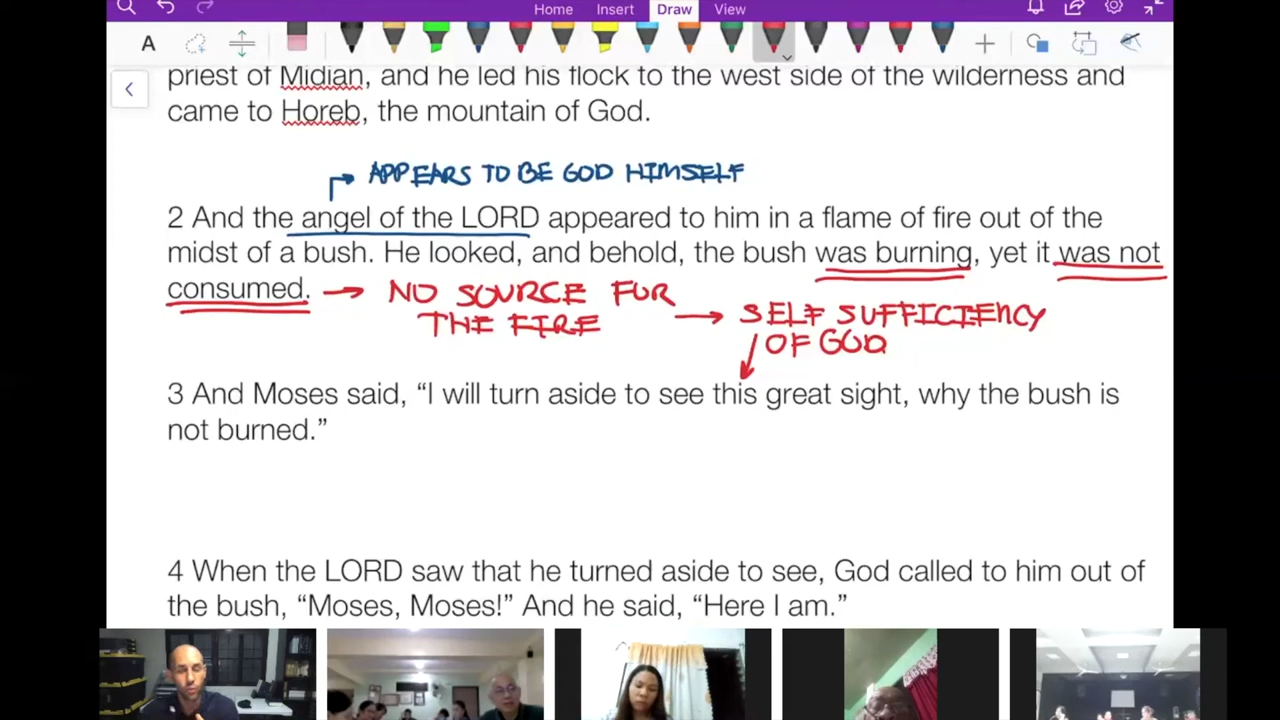 Home Insert Draw View
A
priest of Midian, and he led his flock to the west side of the wilderness and
came to Horeb, the mountain of God.
APPEARS TO BE GOD HIMSELF
2 And the angel of the LORD appeared to him in a flame of fire out of the
midst of a bush. He looked, and behold, the bush was burning, yet it was not
consumed. → NO SOURCE FUR
THE FIRE → SELF SUFFICIENCY
OF GOD
3 And Moses said, “I will turn aside to see this great sight, why the bush is
not burned.”
4 When the LORD saw that he turned aside to see, God called to him out of
the bush, “Moses, Moses!” And he said, “Here I am.”